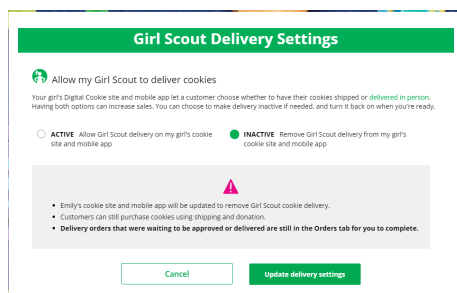 Girl Scout Delivery Settings
Allow my Girl Scout to deliver cookies
Your girl's Digital Cookie site and mobile app let a customer choose whether to have their cookies shipped or delivered in person.
Having both options can increase sales. You can choose to make delivery inactive if needed, and turn it back on when you're ready.
ACTIVE Allow Girl Scout delivery on my girl's cookie
site and mobile app
INACTIVE Remove Girl Scout delivery from my girl's
cookie site and mobile app
Emily's cookie site and mobile app will be updated to remove Girl Scout cookie delivery.
Customers can still purchase cookies using shipping and donation.
Delivery orders that were waiting to be approved or delivered are still in the Orders tab for you to complete.
Cancel
Update delivery settings